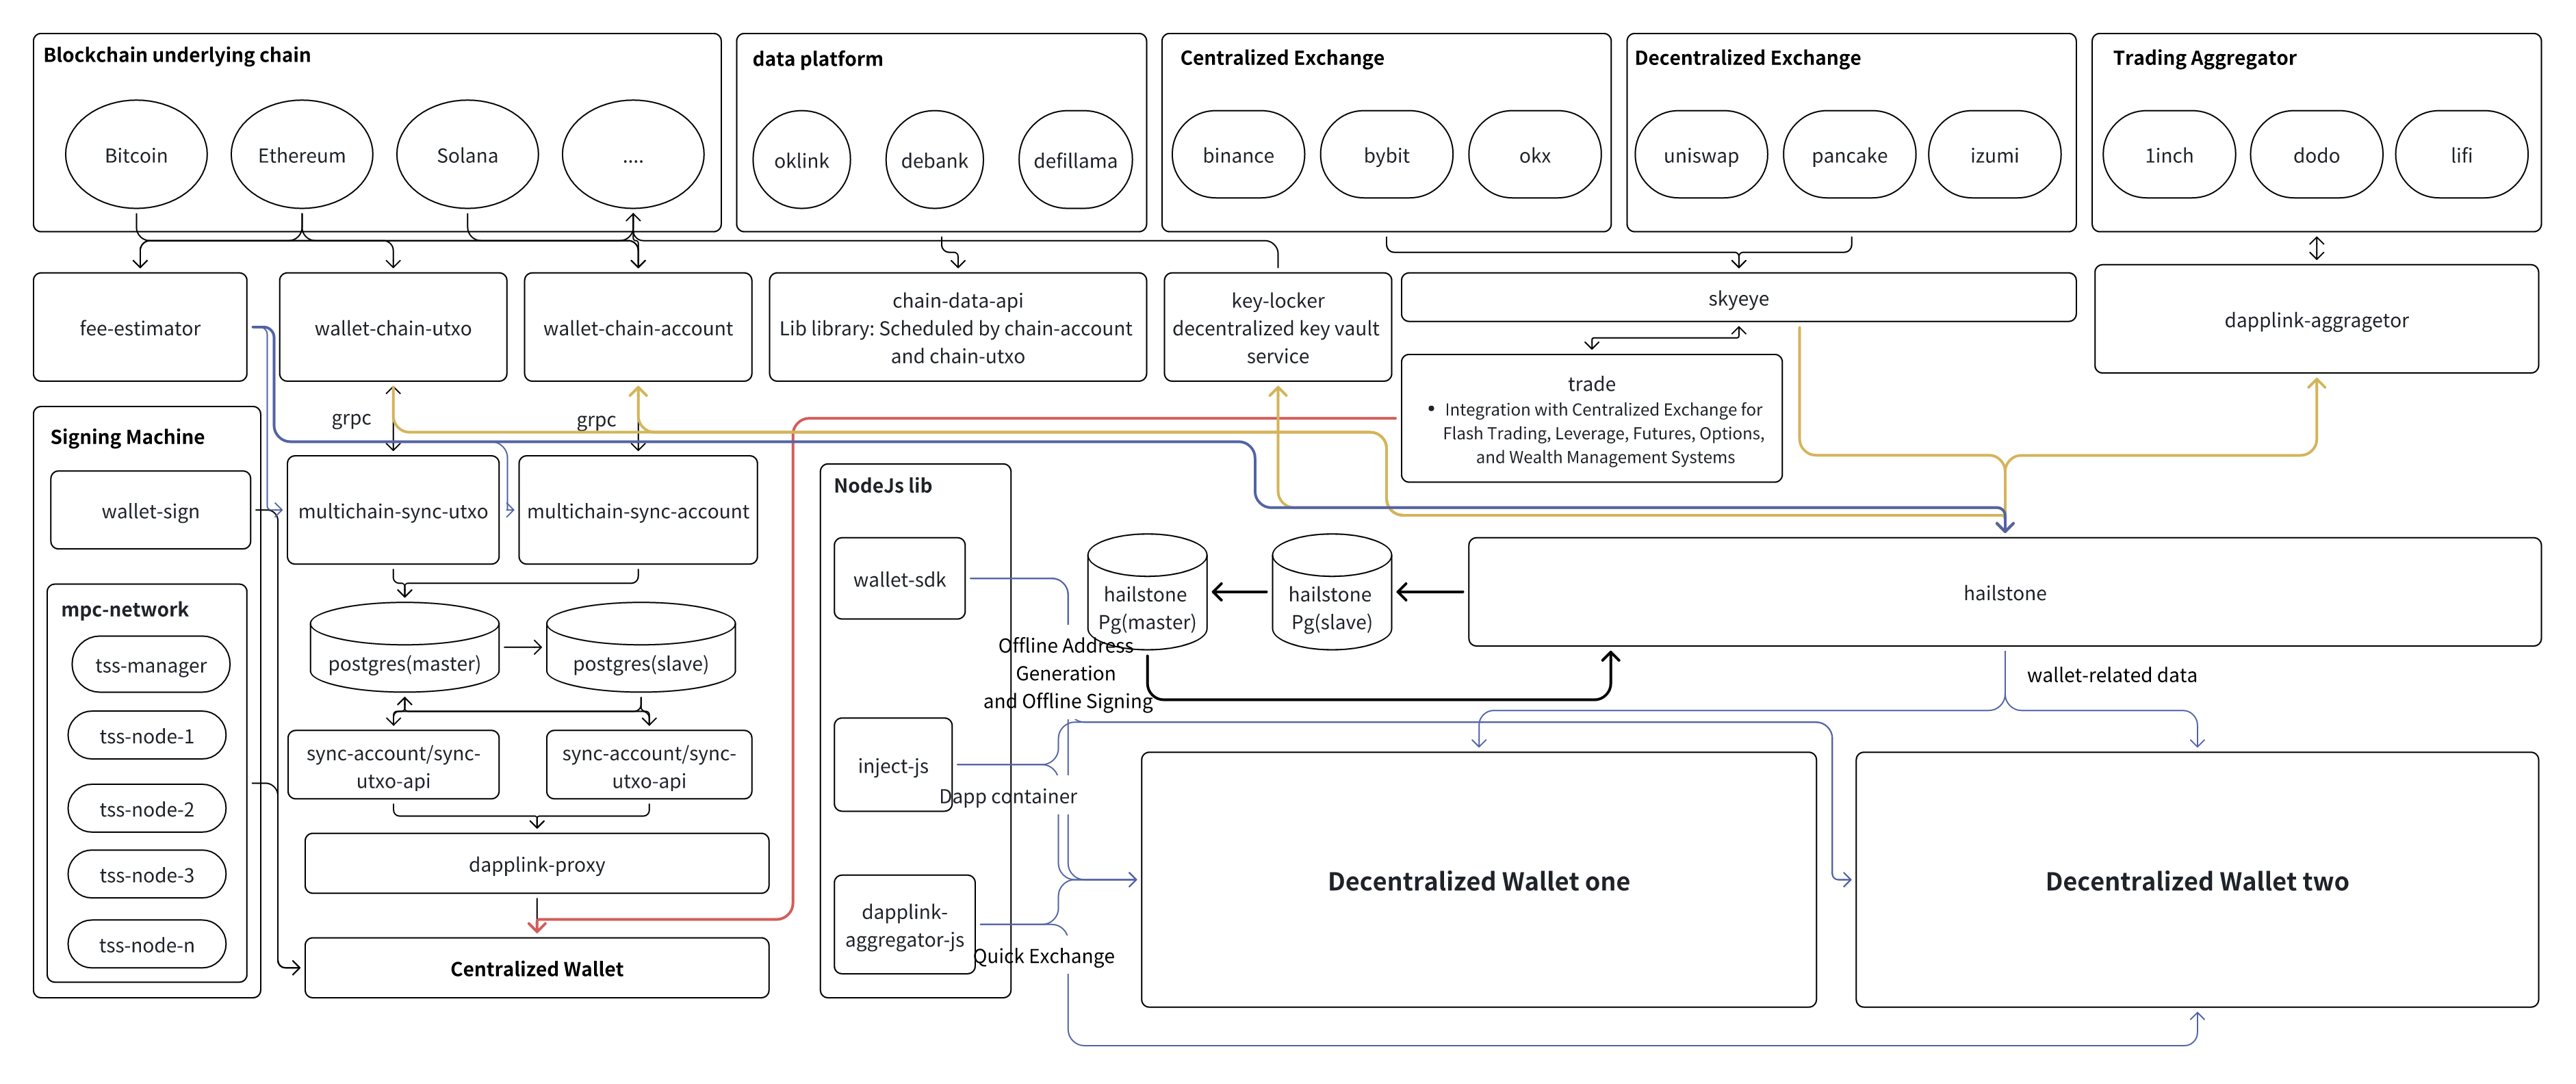 Blockchain underlying chain
Bitcoin
Ethereum
Solana
....
data platform
oklink
debank
defillama
Centralized Exchange
binance
bybit
okx
Decentralized Exchange
uniswap
pancake
izumi
Trading Aggregator
1inch
dodo
lifi
fee-estimator
wallet-chain-utxo
wallet-chain-account
chain-data-api
Lib library: Scheduled by chain-account
and chain-utxo
key-locker
decentralized key vault
service
skyeye
dapplink-aggragetor
trade
• Integration with Centralized Exchange for
Flash Trading, Leverage, Futures, Options,
and Wealth Management Systems
grpc
grpc
Signing Machine
wallet-sign
mpc-network
tss-manager
tss-node-1
tss-node-2
tss-node-3
tss-node-n
multichain-sync-utxo
multichain-sync-account
postgres(master)
postgres(slave)
sync-account/sync-
utxo-api
sync-account/sync-
utxo-api
dapplink-proxy
Centralized Wallet
NodeJs lib
wallet-sdk
Offline Address
Generation
and Offline Signing
inject-js
Dapp container
dapplink-
aggregator-js
Quick Exchange
hailstone
Pg(master)
hailstone
Pg(slave)
hailstone
wallet-related data
Decentralized Wallet one
Decentralized Wallet two